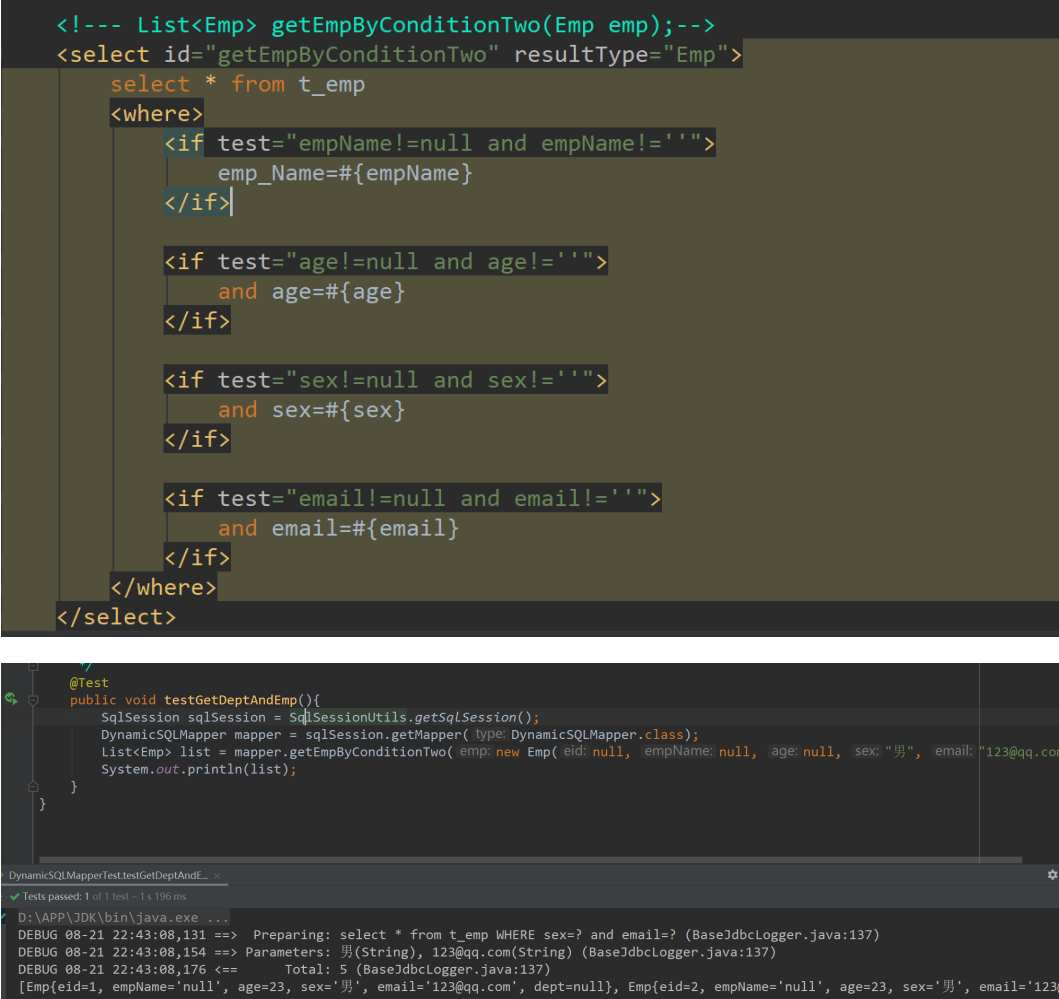 <!--- List<Emp> getEmpByConditionTwo(Emp emp);-->
<select id="getEmpByConditionTwo" resultType="Emp">
select * from t_emp
<where>
<if test="empName!=null and empName!=''">
emp_Name=#{empName}
</if>
<if test="age!=null and age!=''">
and age=#{age}
</if>
<if test="sex!=null and sex!=''">
and sex=#{sex}
</if>
<if test="email!=null and email!=''">
and email=#{email}
</if>
</where>
</select>
*/
@Test
public void testGetDeptAndEmp(){
SqlSession sqlSession = SqlSessionUtils.getSqlSession();
DynamicSQLMapper mapper = sqlSession.getMapper( type: DynamicSQLMapper.class);
List<Emp> list = mapper.getEmpByConditionTwo( emp: new Emp( eid: null, empName: null, age: null, sex: "男", email: "123@qq.co
System.out.println(list);
}
}
DynamicSQLMapperTest.testGetDeptAndE... ×
Tests passed: 1 of 1 test – 1 s 196 ms
D:\APP\JDK\bin\java.exe ...
DEBUG 08-21 22:43:08,131 ==>  Preparing: select * from t_emp WHERE sex=? and email=? (BaseJdbcLogger.java:137)
DEBUG 08-21 22:43:08,154 ==> Parameters: 男(String), 123@qq.com(String) (BaseJdbcLogger.java:137)
DEBUG 08-21 22:43:08,176 <==      Total: 5 (BaseJdbcLogger.java:137)
[Emp{eid=1, empName='null', age=23, sex='男', email='123@qq.com', dept=null}, Emp{eid=2, empName='null', age=23, sex='男', email='123